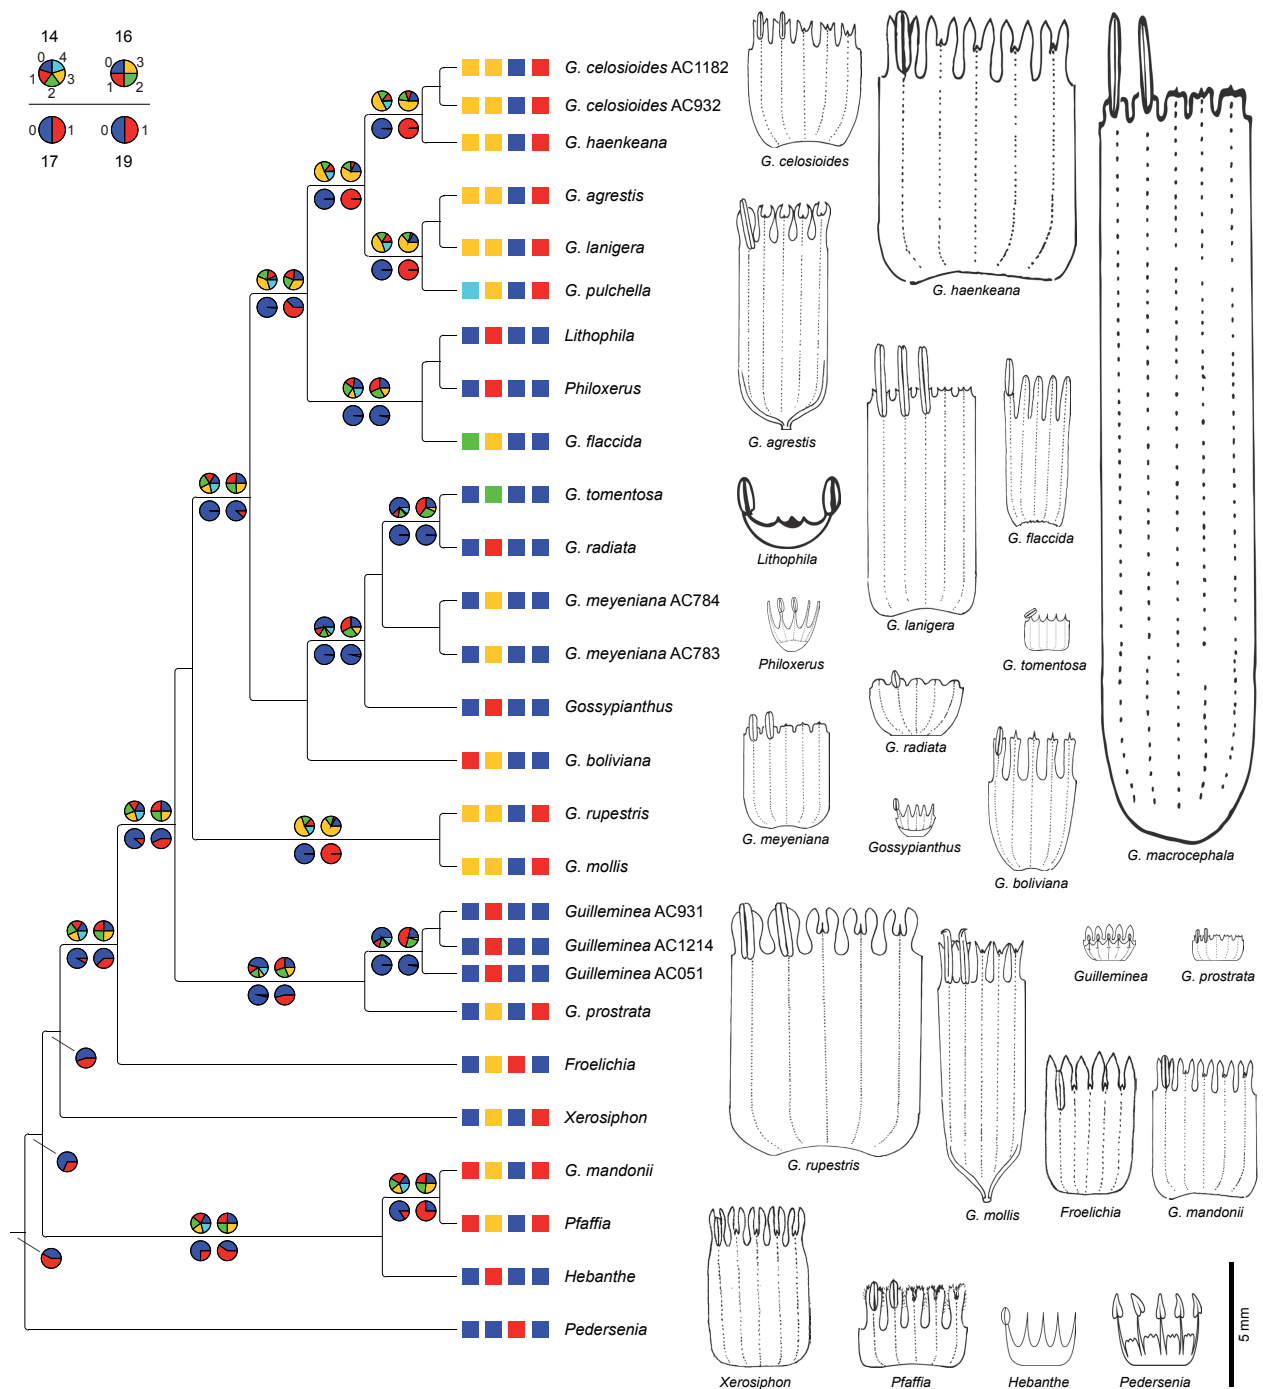 14 16
0 4 0 3
1 3
2 1 2
0 1 0 1
17 19
G. celosioides AC1182
G. celosioides AC932
G. haenkeana
G. agrestis
G. lanigera
G. pulchella
Lithophila
Philoxerus
G. flaccida
G. tomentosa
G. radiata
G. meyeniana AC784
G. meyeniana AC783
Gossypianthus
G. boliviana
G. rupestris
G. mollis
Guilleminea AC931
Guilleminea AC1214
Guilleminea AC051
G. prostrata
Froelichia
Xerosiphon
G. mandonii
Pfaffia
Hebanthe
Pedersenia
G. celosioides
G. haenkeana
G. agrestis
G. flaccida
Lithophila
G. lanigera
Philoxerus
G. tomentosa
G. radiata
G. meyeniana
Gossypianthus
G. macrocephala
G. boliviana
Guilleminea
G. prostrata
G. rupestris
G. mollis
Froelichia
G. mandonii
Xerosiphon
Pfaffia
Hebanthe
Pedersenia
5 mm